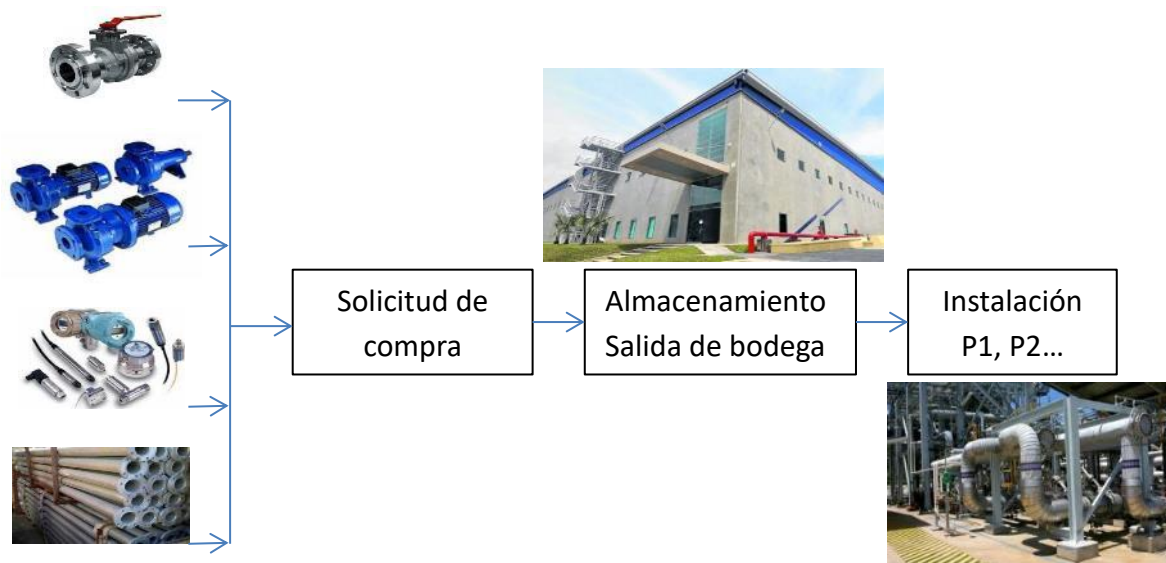 Solicitud de
compra
Almacenamiento
Salida de bodega
Instalación
P1, P2...